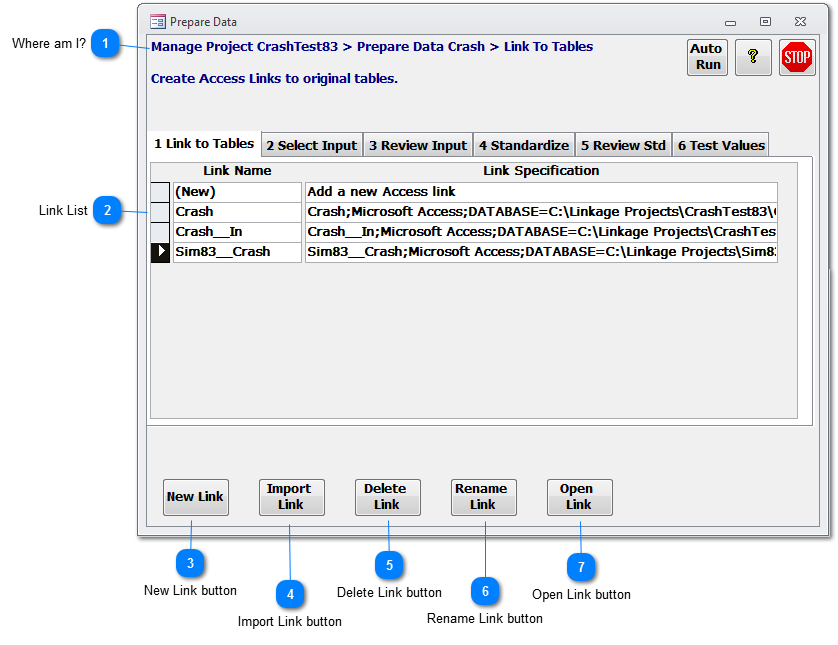 Prepare Data
Where am I? 1
Manage Project CrashTest83 > Prepare Data Crash > Link To Tables
Auto Run
?
STOP
Create Access Links to original tables.
1 Link to Tables 2 Select Input 3 Review Input 4 Standardize 5 Review Std 6 Test Values
Link Name Link Specification
(New) Add a new Access link
Link List 2
Crash Crash;Microsoft Access;DATABASE=C:\Linkage Projects\CrashTest83\
Crash__In Crash__In;Microsoft Access;DATABASE=C:\Linkage Projects\CrashTes
Sim83__Crash Sim83__Crash;Microsoft Access;DATABASE=C:\Linkage Projects\Sim8
New Link
Import Link
Delete Link
Rename Link
Open Link
3
New Link button
4
Import Link button
5
Delete Link button
6
Rename Link button
7
Open Link button